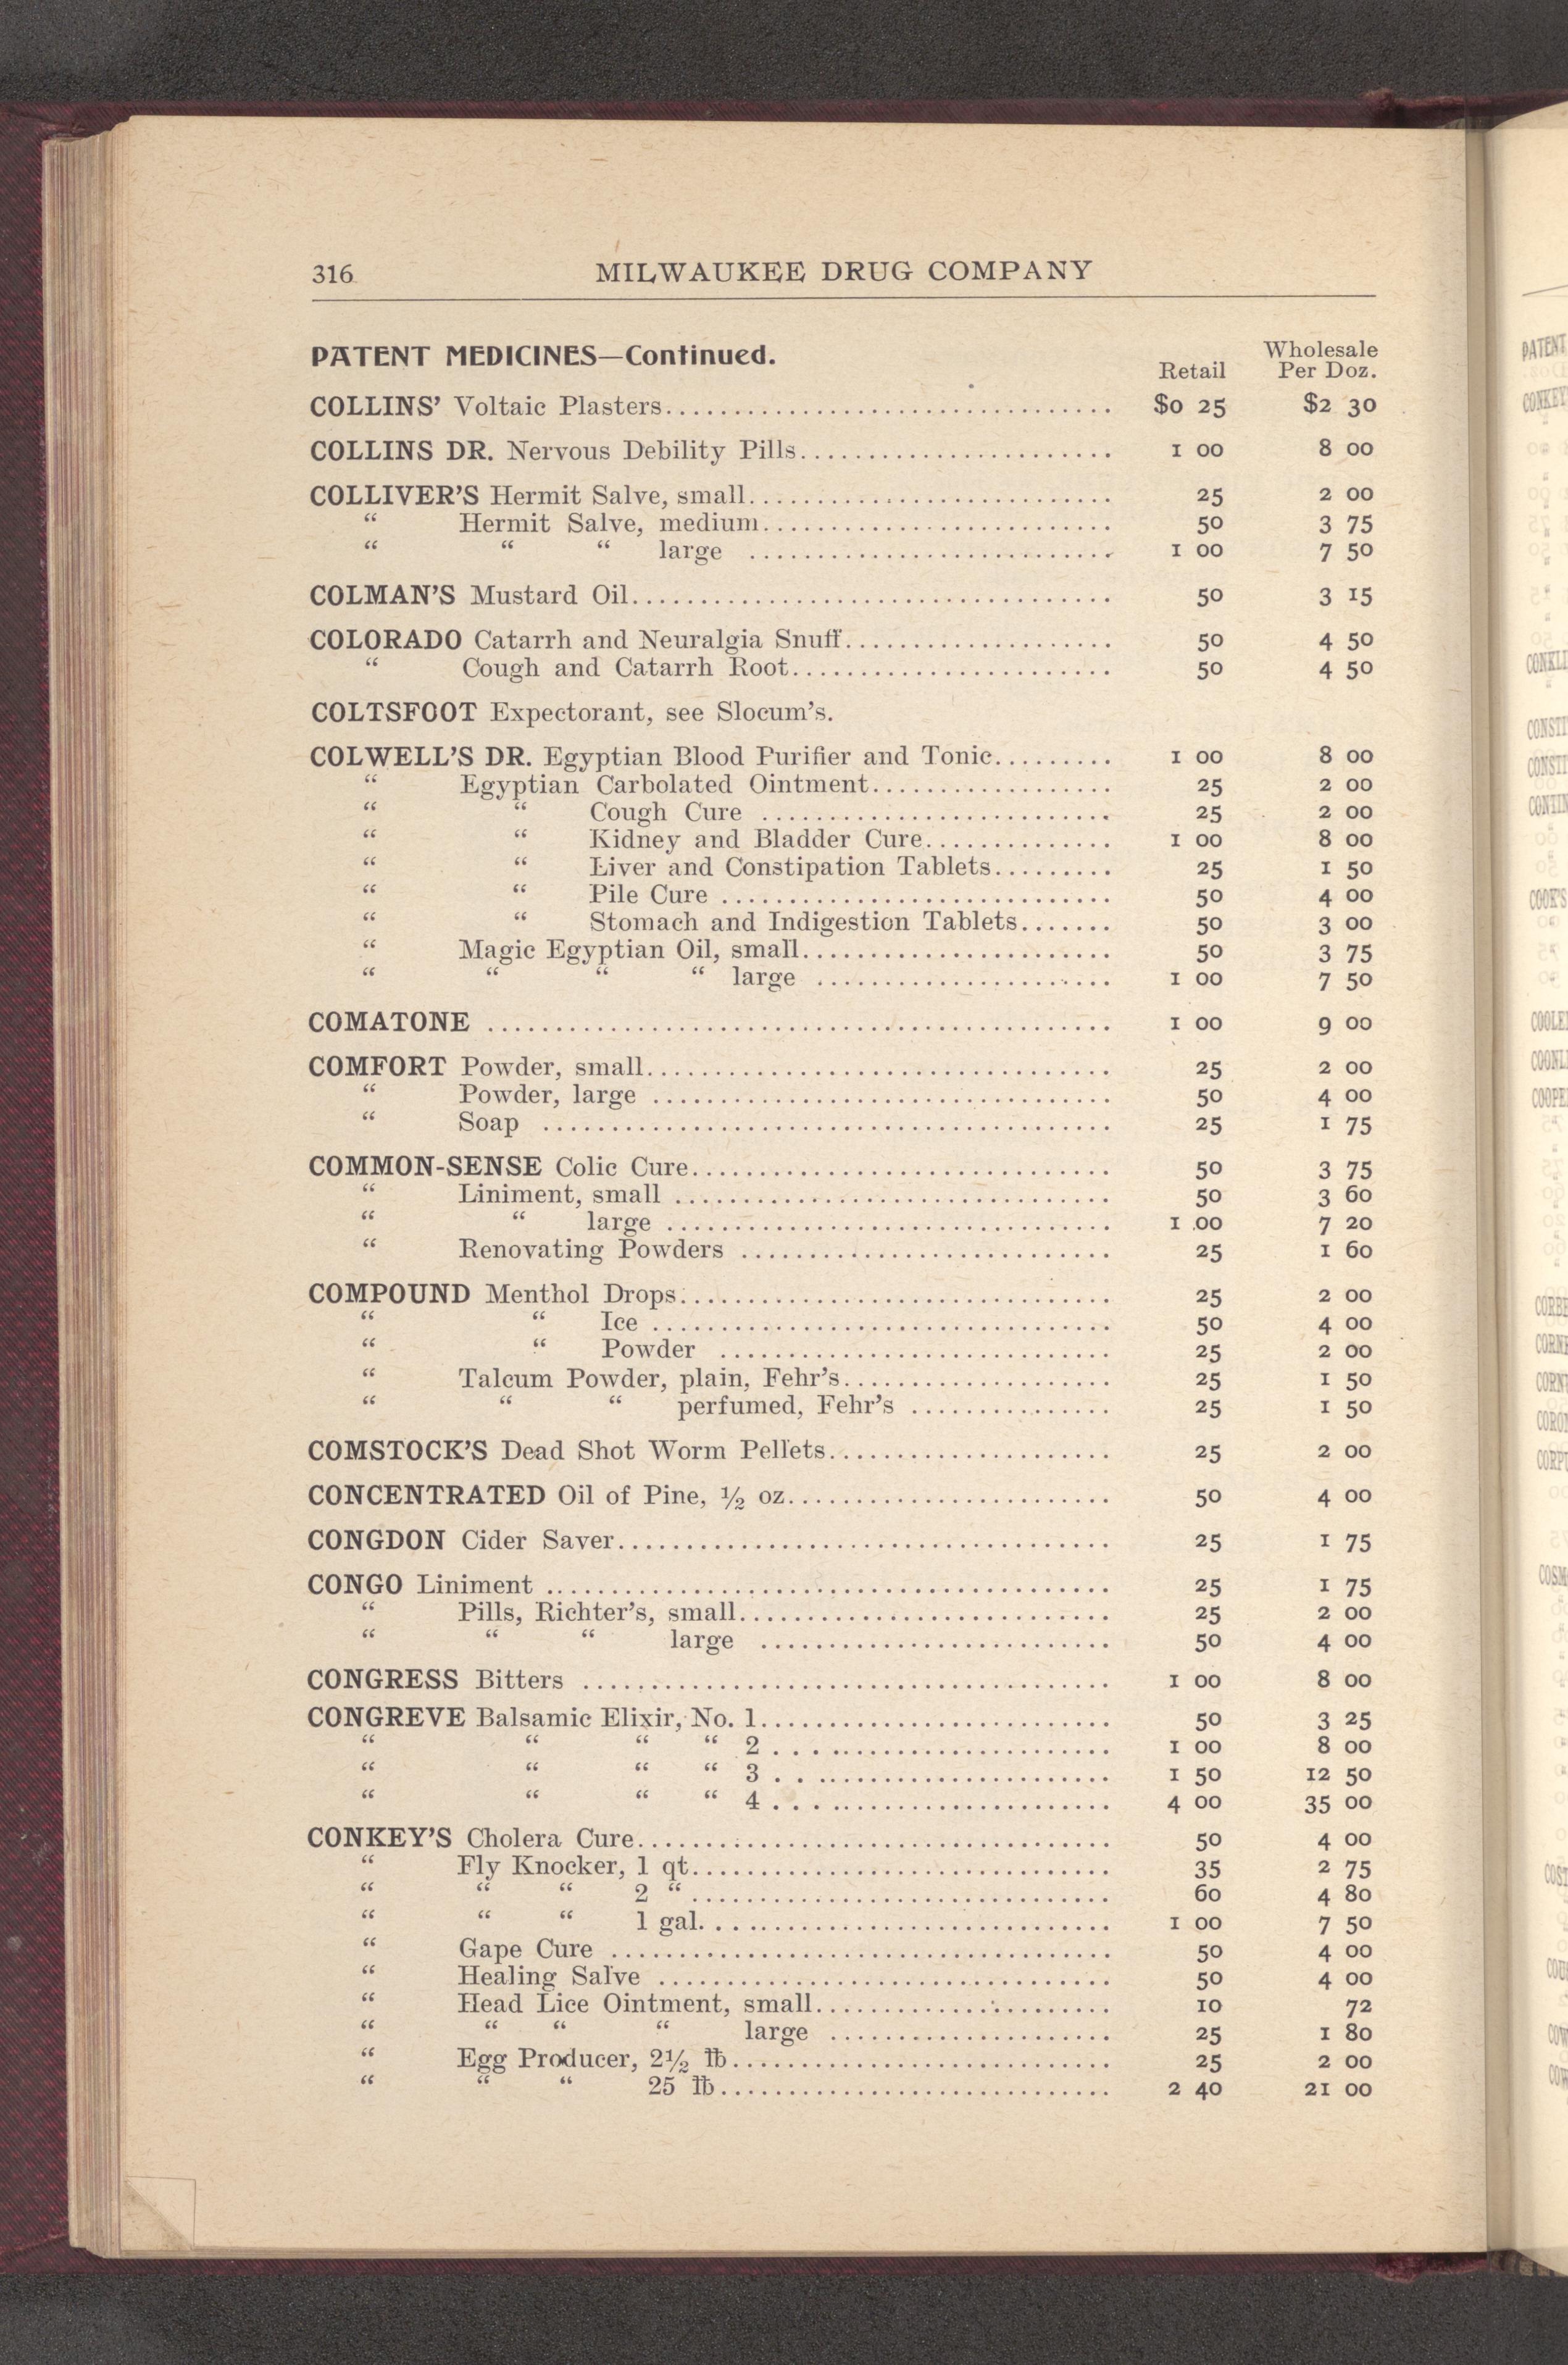 316 MILWAUKEE DRUG COMPANY
PATENT MEDICINES—Continued.
Retail Wholesale Per Doz.
COLLINS' Voltaic Plasters.................................. $0 25 $2 30
COLLINS DR. Nervous Debility Pills....................... 1 00 8 00
COLLIVER'S Hermit Salve, small........................... 25 2 00
“ Hermit Salve, medium.......................... 50 3 75
“ “ “ large ........................... 1 00 7 50
COLMAN'S Mustard Oil.................................... 50 3 15
COLORADO Catarrh and Neuralgia Snuff.................... 50 4 50
“ Cough and Catarrh Root........................ 50 4 50
COLTSFOOT Expectorant, see Slocum's.
COLWELL'S DR. Egyptian Blood Purifier and Tonic......... 1 00 8 00
“ Egyptian Carbolated Ointment.................. 25 2 00
“ “ Cough Cure .......................... 25 2 00
“ “ Kidney and Bladder Cure.............. 1 00 8 00
“ “ Liver and Constipation Tablets......... 25 1 50
“ “ Pile Cure ............................. 50 4 00
“ “ Stomach and Indigestion Tablets....... 50 3 00
“ Magic Egyptian Oil, small....................... 50 3 75
“ “ “ “ large ...................... 1 00 7 50
COMATONE .............................................. 1 00 9 00
COMFORT Powder, small................................... 25 2 00
“ Powder, large .................................. 50 4 00
“ Soap .......................................... 25 1 75
COMMON-SENSE Colic Cure............................... 50 3 75
“ Liniment, small ................................ 50 3 60
“ “ large ................................. 1 00 7 20
“ Renovating Powders ........................... 25 1 60
COMPOUND Menthol Drops................................ 25 2 00
“ “ Ice .................................. 50 4 00
“ “ Powder ............................. 25 2 00
“ Talcum Powder, plain, Fehr's.................... 25 1 50
“ “ “ perfumed, Fehr's ............... 25 1 50
COMSTOCK'S Dead Shot Worm Pellets..................... 25 2 00
CONCENTRATED Oil of Pine, ½ oz........................ 50 4 00
CONGDON Cider Saver.................................... 25 1 75
CONGO Liniment ......................................... 25 1 75
“ Pills, Richter's, small........................... 25 2 00
“ “ “ large .......................... 50 4 00
CONGRESS Bitters ....................................... 1 00 8 00
CONGREVE Balsamic Elixir, No. 1.......................... 50 3 25
“ “ “ “ 2......................... 1 00 8 00
“ “ “ “ 3......................... 1 50 12 50
“ “ “ “ 4......................... 4 00 35 00
CONKEY'S Cholera Cure................................... 50 4 00
“ Fly Knocker, 1 qt............................... 35 2 75
“ “ “ 2 “............................... 60 4 80
“ “ “ 1 gal.............................. 1 00 7 50
“ Gape Cure ..................................... 50 4 00
“ Healing Salve .................................. 50 4 00
“ Head Lice Ointment, small...................... 10 72
“ “ “ “ large ..................... 25 1 80
“ Egg Producer, 2½ ℔............................ 25 2 00
“ “ “ 25 ℔............................. 2 40 21 00